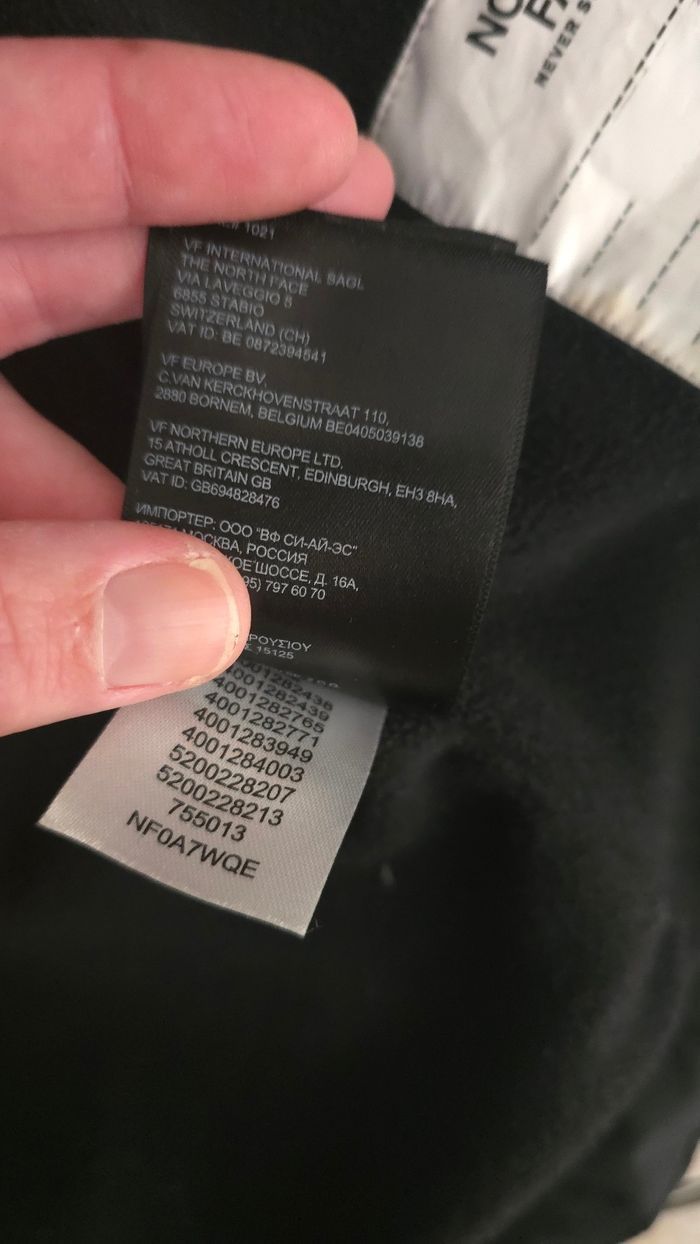 NEVER
1021
VF INTERNATIONAL SAGL
THE NORTH FACE
VIA LAVEGGIO 5
6855 STABIO
SWITZERLAND (CH)
VAT ID: BE 0872394541
VF EUROPE BV,
C.VAN KERCKHOVENSTRAAT 110,
2880 BORNEM, BELGIUM BE0405039138
VF NORTHERN EUROPE LTD.
15 ATHOLL CRESCENT, EDINBURGH, EH3 8HA,
GREAT BRITAIN GB
VAT ID: GB694828476
ИМПОРТЕР: ООО "ВФ СИ-АЙ-ЭС"
РОССИЯ
ШОССЕ, Д. 16А,
797 60 70
15125
4001282439
4001282765
4001282771
4001283949
4001284003
5200228207
5200228213
755013
NF0A7WQE